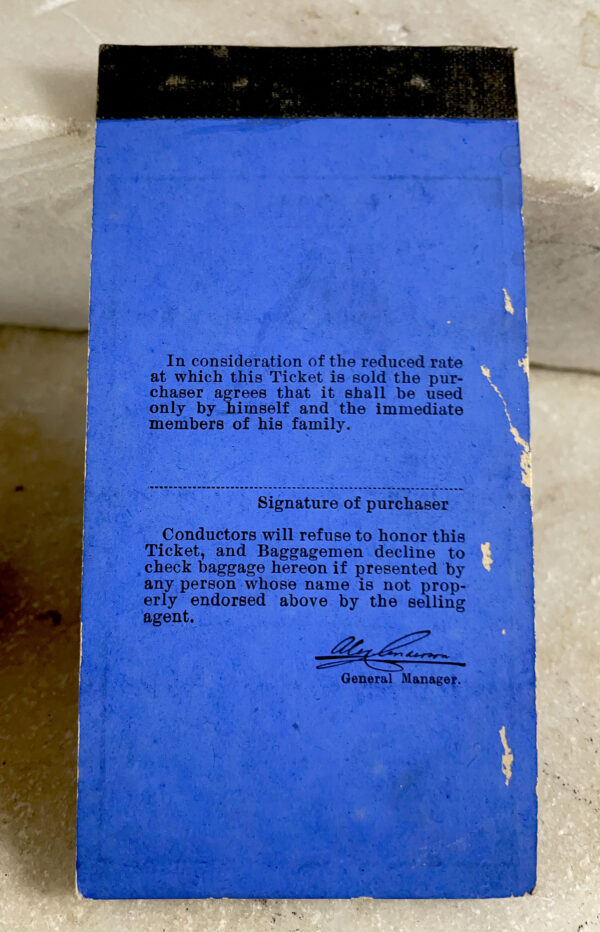 In consideration of the reduced rate
at which this Ticket is sold the pur-
chaser agrees that it shall be used
only by himself and the immediate
members of his family.
Signature of purchaser
Conductors will refuse to honor this
Ticket, and Baggagemen decline to
check baggage hereon if presented by
any person whose name is not prop-
erly endorsed above by the selling
agent.
Alex Anderson
General Manager.